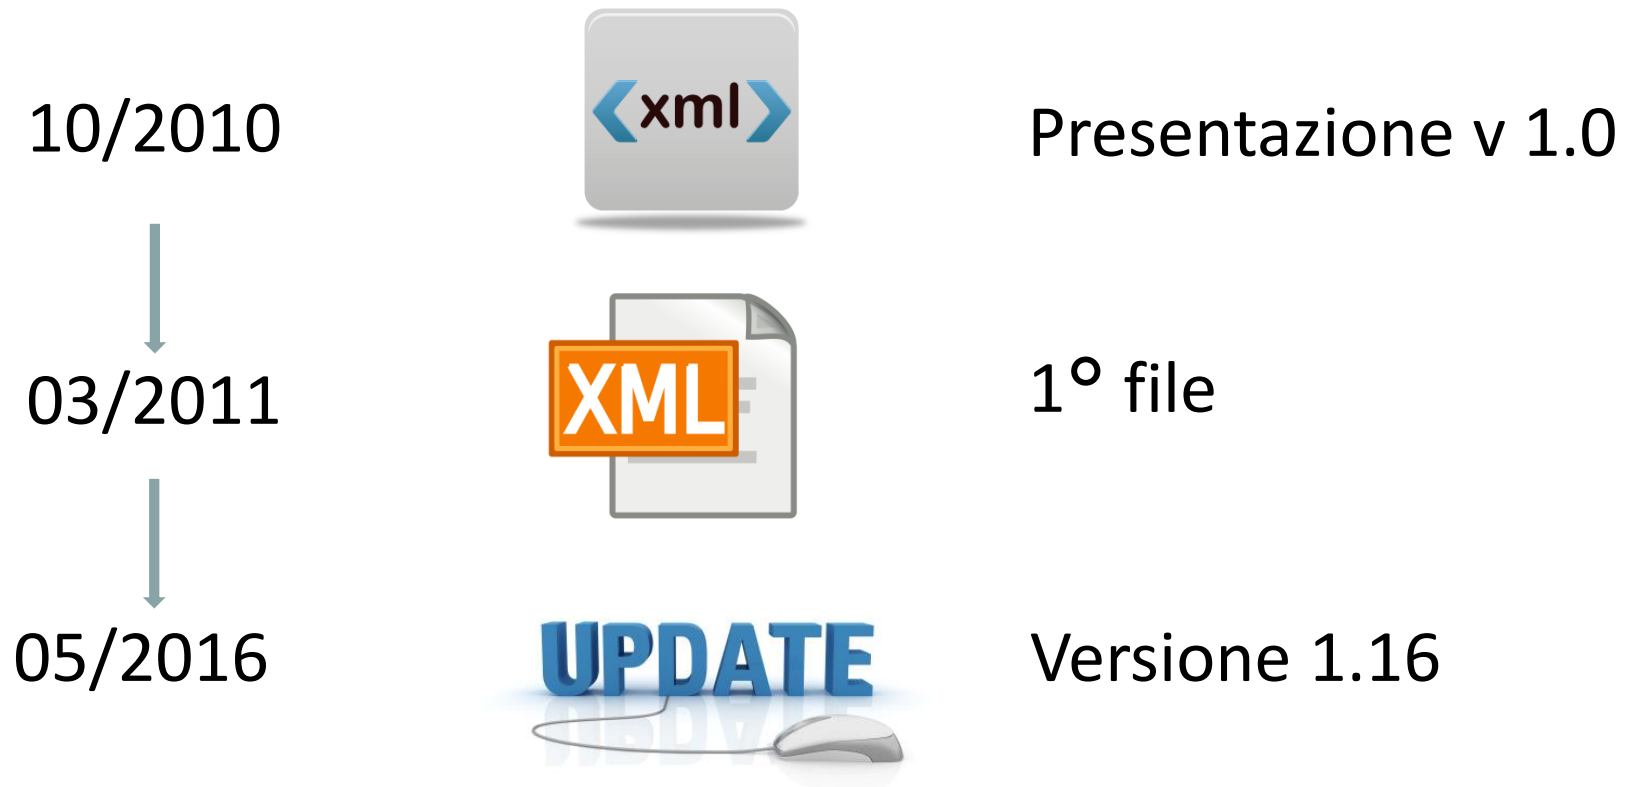 10/2010
xml
Presentazione v 1.0
03/2011
XML
1° file
05/2016
UPDATE
Versione 1.16